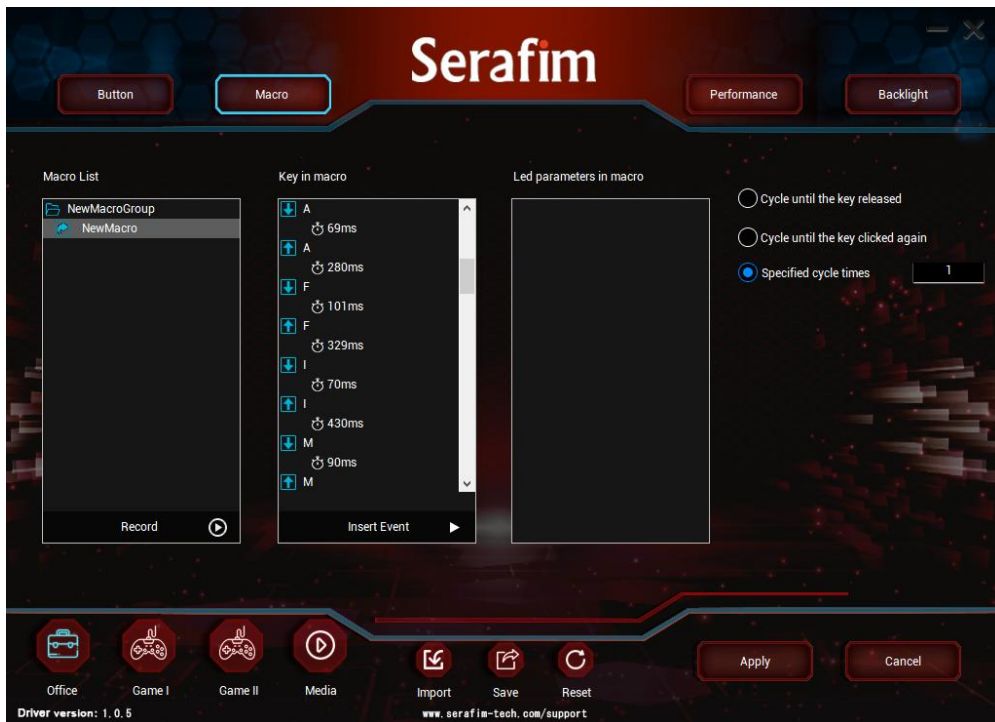 Serafim
Button
Macro
Performance
Backlight
Macro List
Key in macro
Led parameters in macro
NewMacroGroup
NewMacro
A
69ms
A
280ms
F
101ms
F
329ms
I
70ms
I
430ms
M
90ms
M
Cycle until the key released
Cycle until the key clicked again
Specified cycle times 1
Record
Insert Event
Office
Game I
Game II
Media
Import
Save
Reset
Apply
Cancel
Driver version: 1.0.5
www.serafim-tech.com/support